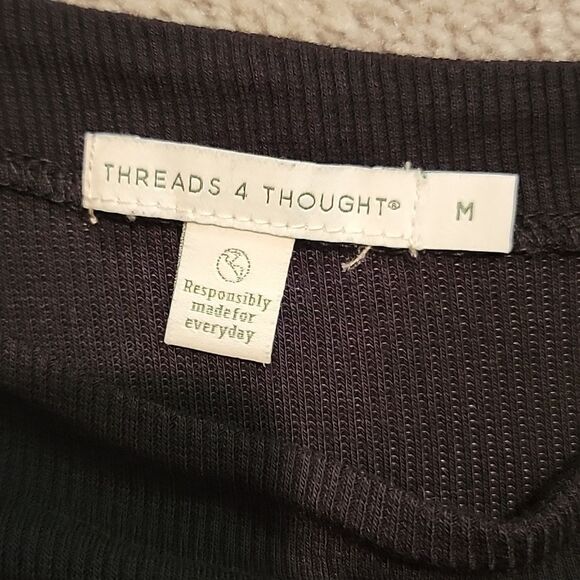 THREADS 4 THOUGHT®
M
Responsibly
made for
everyday